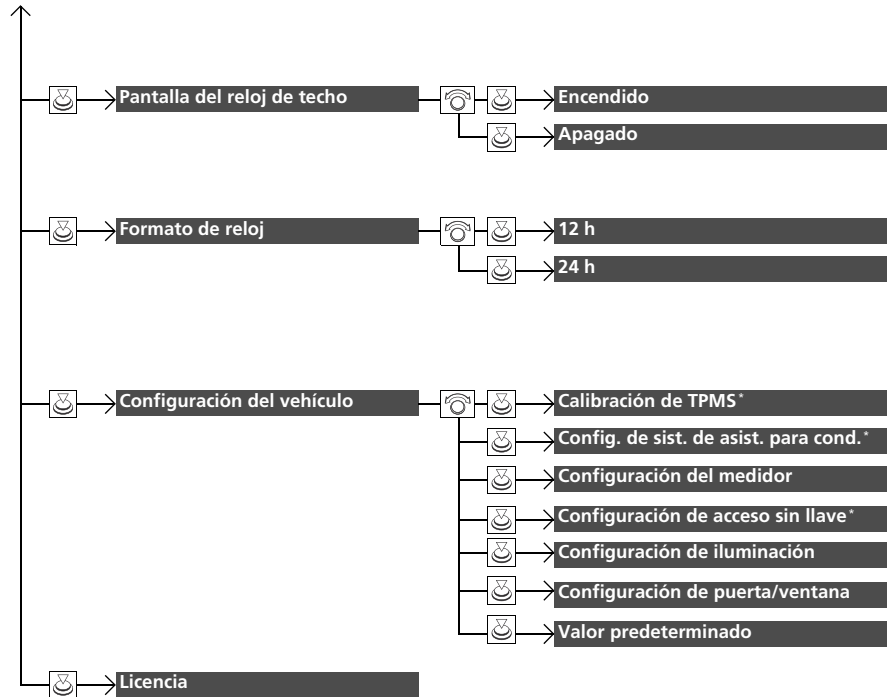 Pantalla del reloj de techo
Encendido
Apagado
Formato de reloj
12 h
24 h
Configuración del vehículo
Calibración de TPMS*
Config. de sist. de asist. para cond.*
Configuración del medidor
Configuración de acceso sin llave*
Configuración de iluminación
Configuración de puerta/ventana
Valor predeterminado
Licencia